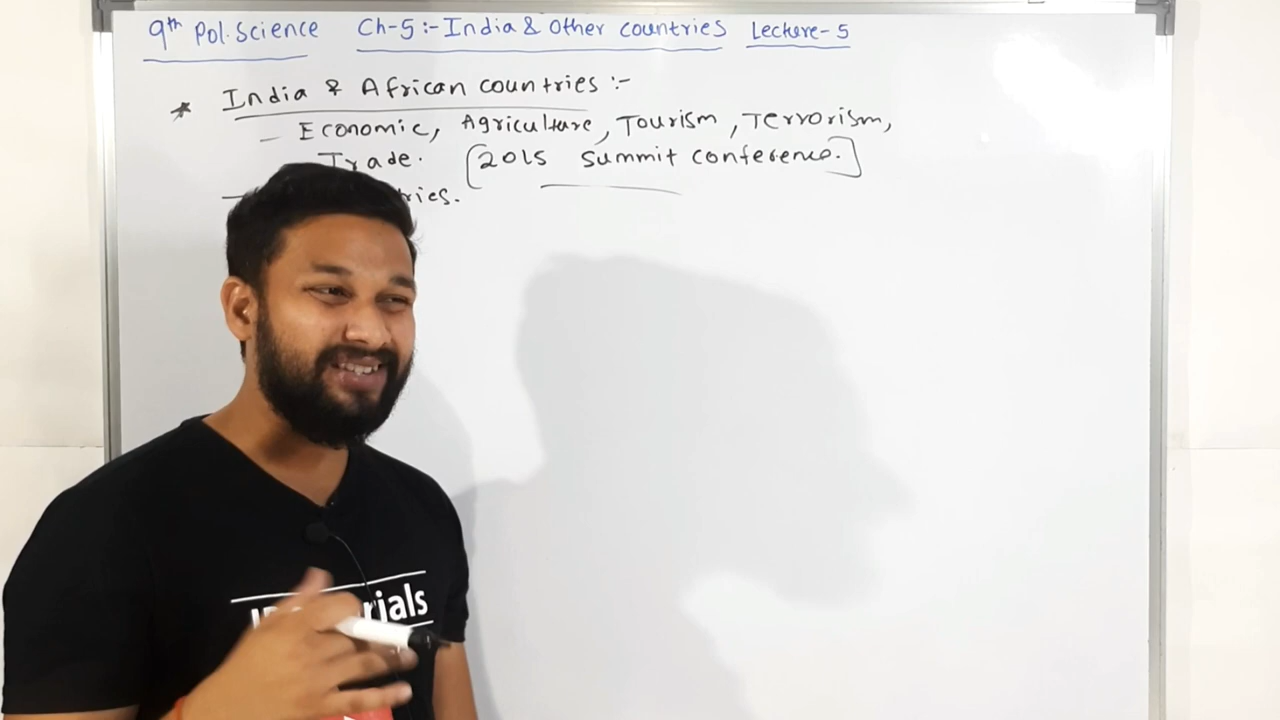 9th Pol. Science Ch-5:- India & Other countries Lecture-5
* India & African countries :-
– Economic, Agriculture, Tourism, Terrorism,
Trade. [2015 Summit conference.]